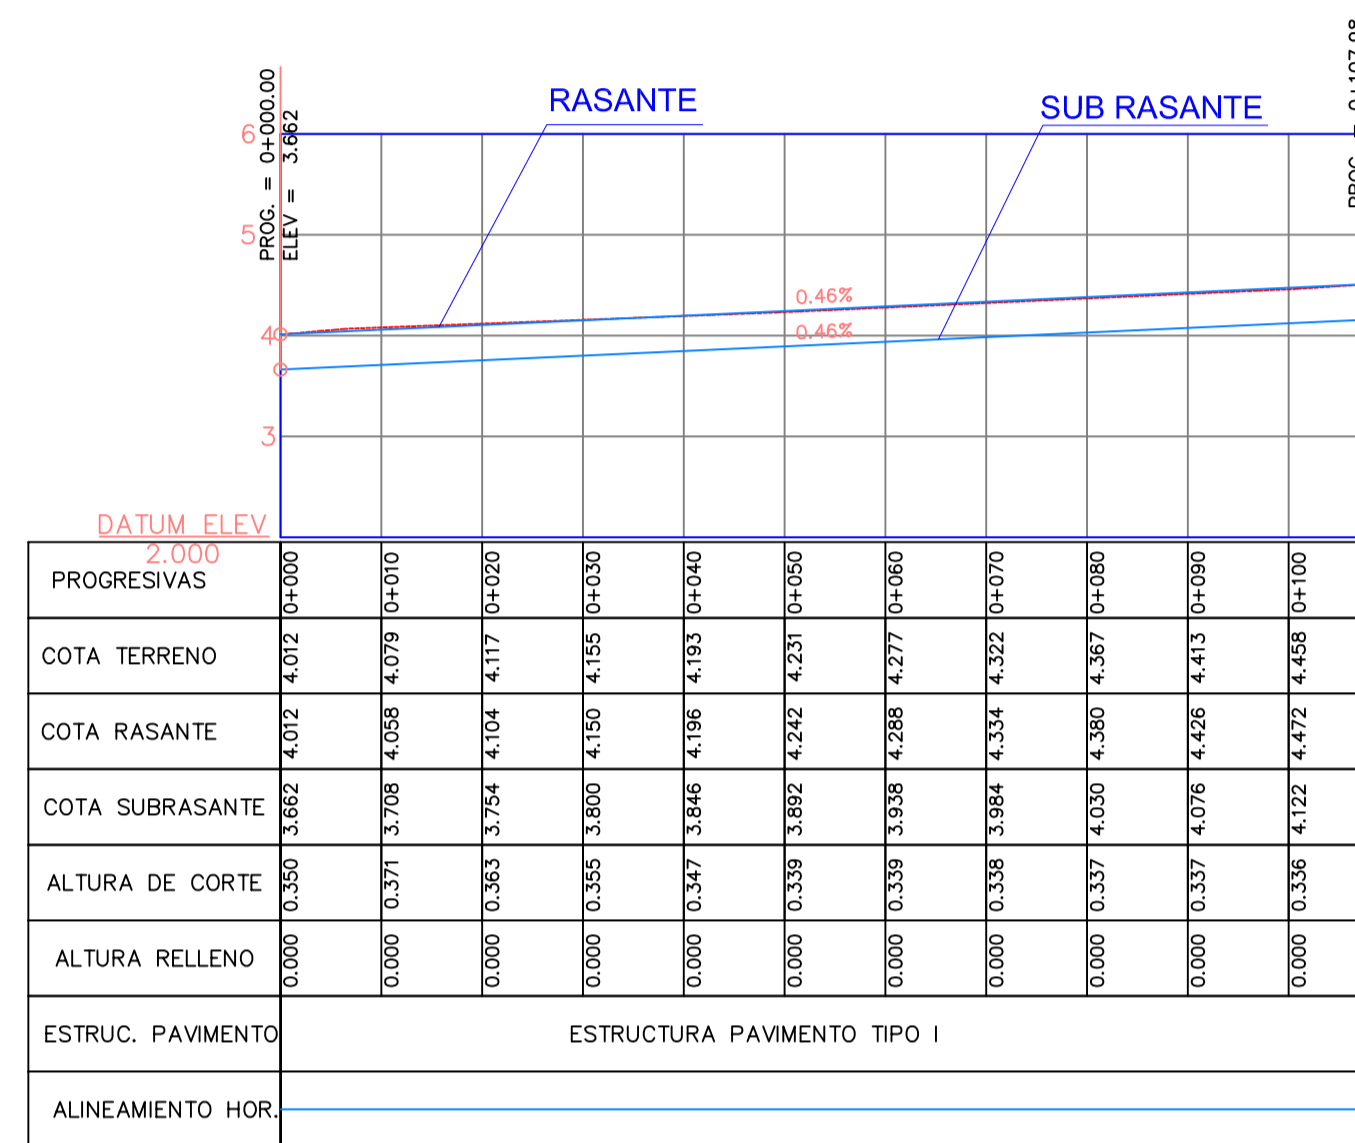 PROG. = 0+000.00
ELEV = 3.662
RASANTE
SUB RASANTE
6
5
4
3
0.46%
0.46%
DATUM ELEV
2.000
PROGRESIVAS 0+000 0+010 0+020 0+030 0+040 0+050 0+060 0+070 0+080 0+090 0+100
COTA TERRENO 4.012 4.079 4.117 4.155 4.193 4.231 4.277 4.322 4.367 4.413 4.458
COTA RASANTE 4.012 4.058 4.104 4.150 4.196 4.242 4.288 4.334 4.380 4.426 4.472
COTA SUBRASANTE 3.662 3.708 3.754 3.800 3.846 3.892 3.938 3.984 4.030 4.076 4.122
ALTURA DE CORTE 0.350 0.371 0.363 0.355 0.347 0.339 0.339 0.338 0.337 0.337 0.336
ALTURA RELLENO 0.000 0.000 0.000 0.000 0.000 0.000 0.000 0.000 0.000 0.000 0.000
ESTRUC. PAVIMENTO ESTRUCTURA PAVIMENTO TIPO I
ALINEAMIENTO HOR.